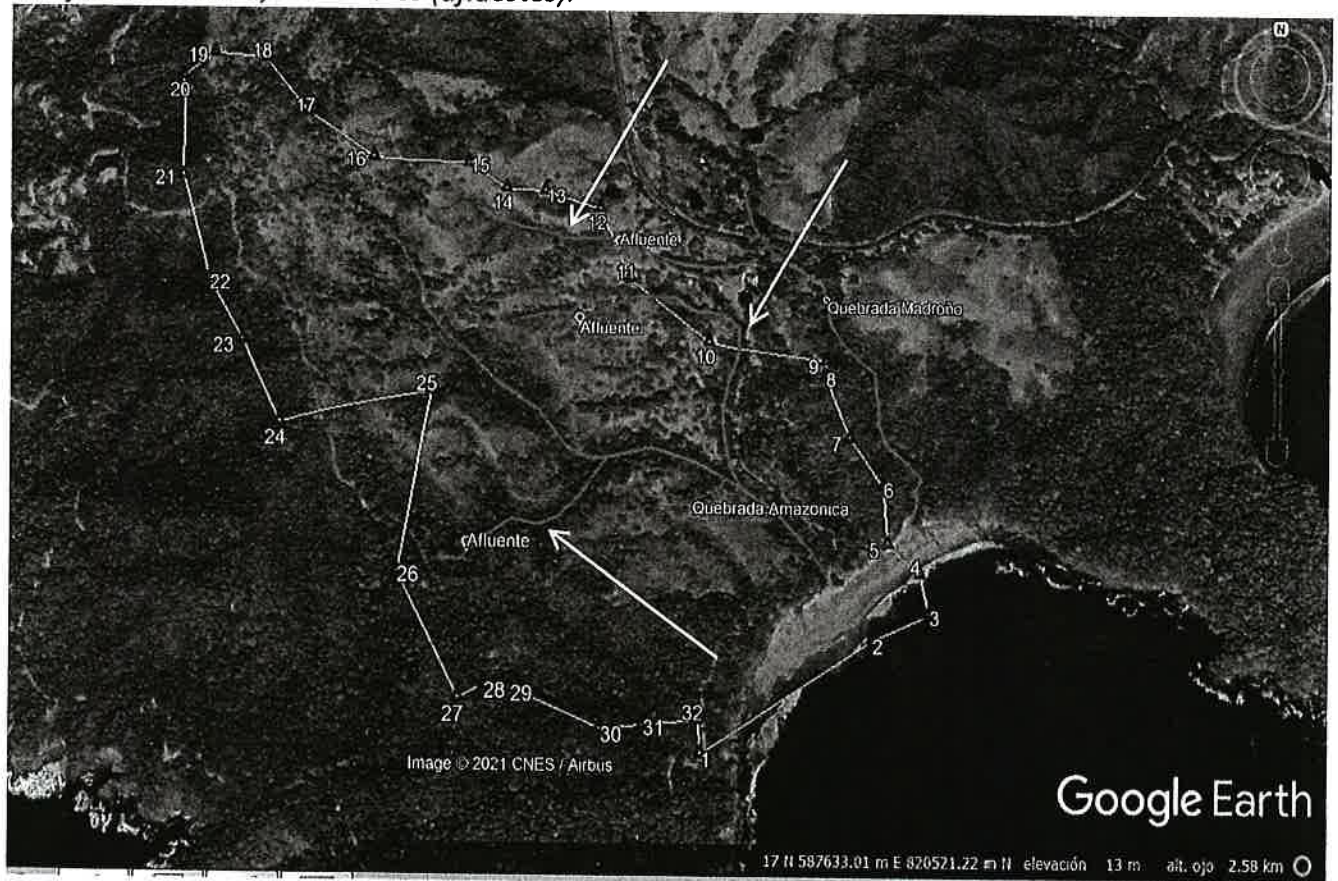 (afluentes).
N
19 18
20
17
16 15
21
14 13
12
Afluente
11
22
Quebrada Madroño
Afluente
23
10
9
8
25
24
7
6
Quebrada Amazonica
5
Afluente
4
26
3
2
28 29
27
32
31
30
1
Image © 2021 CNES / Airbus
Google Earth
17 N 587633.01 m E 820521.22 m N elevación 13 m alt. ojo 2.58 km